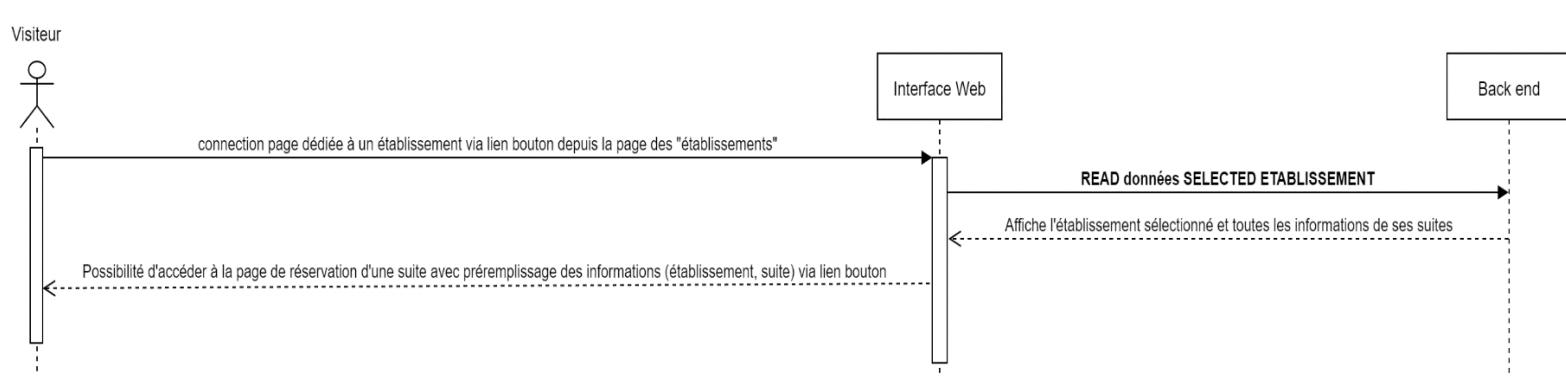 Visiteur
Interface Web
Back end
connection page dédiée à un établissement via lien bouton depuis la page des "établissements"
READ données SELECTED ETABLISSEMENT
Affiche l'établissement sélectionné et toutes les informations de ses suites
Possibilité d'accéder à la page de réservation d'une suite avec préremplissage des informations (établissement, suite) via lien bouton